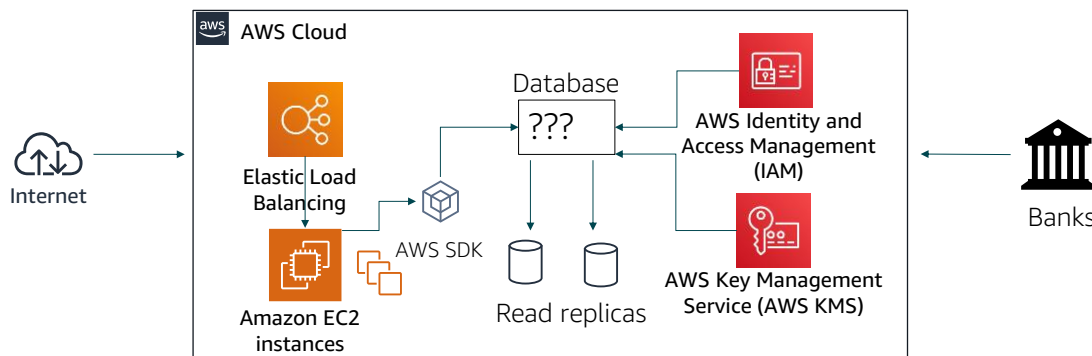 aws
AWS Cloud
Internet
Elastic Load
Balancing
Amazon EC2
instances
AWS SDK
Database
???
Read replicas
AWS Identity and
Access Management
(IAM)
AWS Key Management
Service (AWS KMS)
Banks